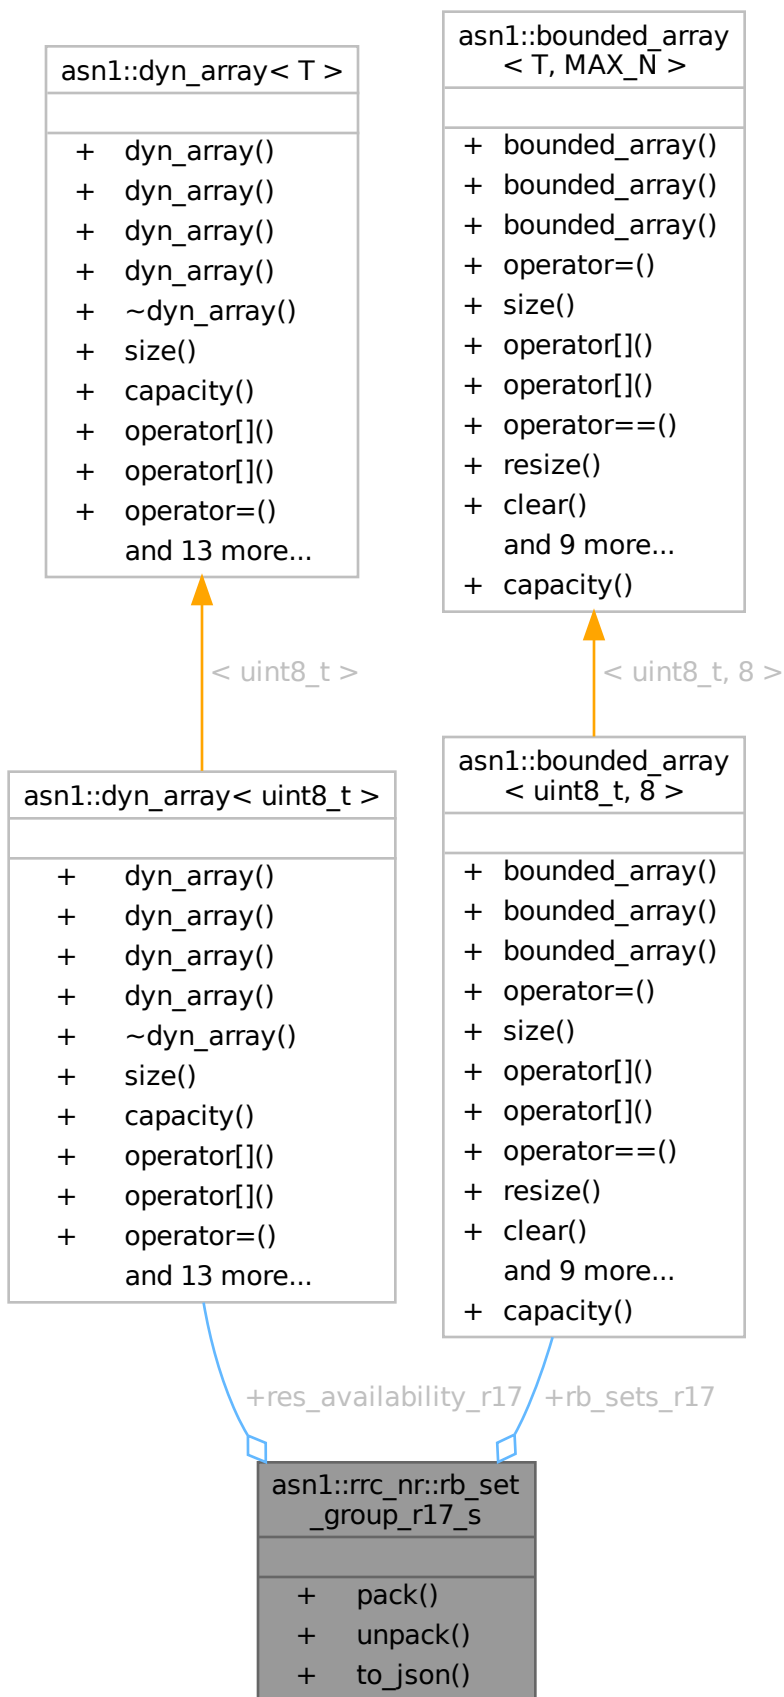 asn1::dyn_array< T >
+ dyn_array()
+ dyn_array()
+ dyn_array()
+ dyn_array()
+ ~dyn_array()
+ size()
+ capacity()
+ operator[]()
+ operator[]()
+ operator=()
and 13 more...
asn1::bounded_array
< T, MAX_N >
+ bounded_array()
+ bounded_array()
+ bounded_array()
+ operator=()
+ size()
+ operator[]()
+ operator[]()
+ operator==()
+ resize()
+ clear()
and 9 more...
+ capacity()
< uint8_t >
< uint8_t, 8 >
asn1::dyn_array< uint8_t >
+ dyn_array()
+ dyn_array()
+ dyn_array()
+ dyn_array()
+ ~dyn_array()
+ size()
+ capacity()
+ operator[]()
+ operator[]()
+ operator=()
and 13 more...
asn1::bounded_array
< uint8_t, 8 >
+ bounded_array()
+ bounded_array()
+ bounded_array()
+ operator=()
+ size()
+ operator[]()
+ operator[]()
+ operator==()
+ resize()
+ clear()
and 9 more...
+ capacity()
+res_availability_r17
+rb_sets_r17
asn1::rrc_nr::rb_set
_group_r17_s
+ pack()
+ unpack()
+ to_json()